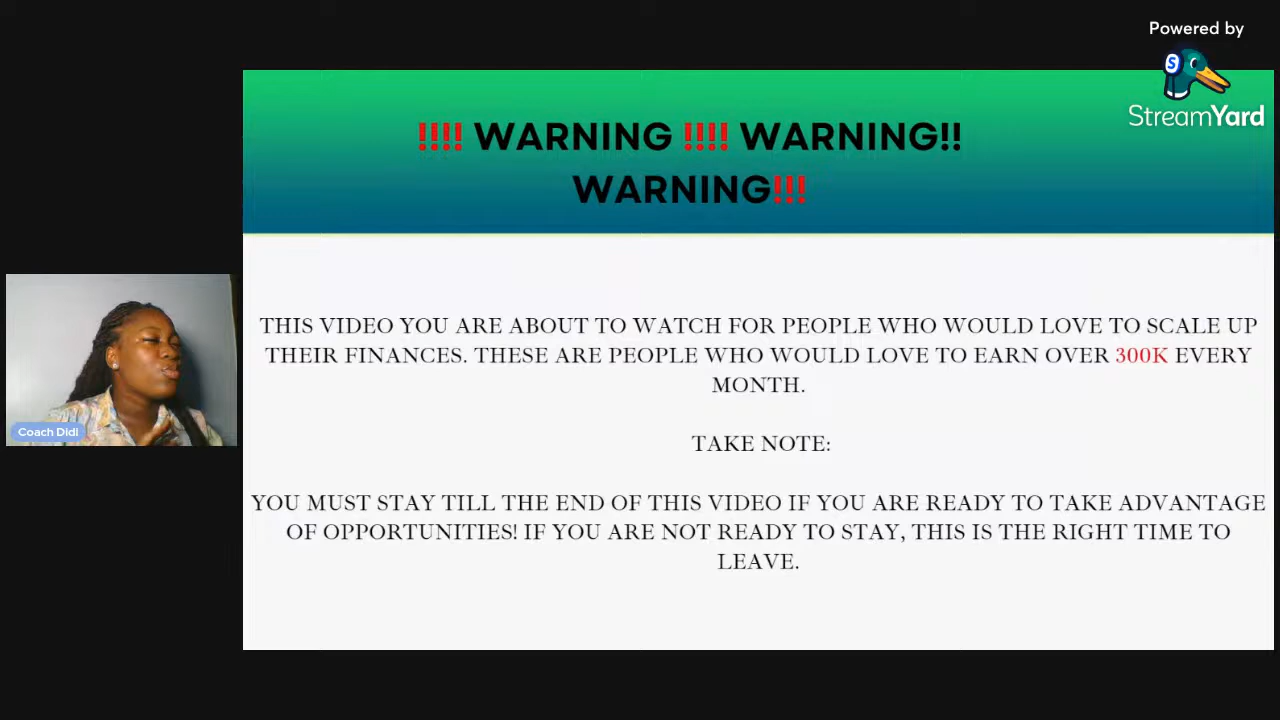 Powered by
StreamYard
!!!! WARNING !!!! WARNING!!
WARNING!!!
THIS VIDEO YOU ARE ABOUT TO WATCH FOR PEOPLE WHO WOULD LOVE TO SCALE UP
THEIR FINANCES. THESE ARE PEOPLE WHO WOULD LOVE TO EARN OVER 300K EVERY
MONTH.
TAKE NOTE:
YOU MUST STAY TILL THE END OF THIS VIDEO IF YOU ARE READY TO TAKE ADVANTAGE
OF OPPORTUNITIES! IF YOU ARE NOT READY TO STAY, THIS IS THE RIGHT TIME TO
LEAVE.
Coach Didi